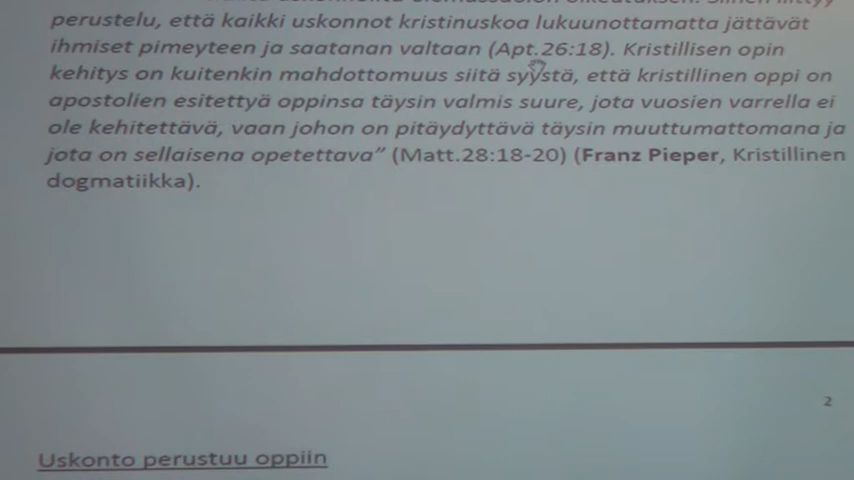 perustelu, että kaikki uskonnot kristinuskoa lukuunottamatta jättävät
ihmiset pimeyteen ja saatanan valtaan (Apt.26:18). Kristillisen opin
kehitys on kuitenkin mahdottomuus siitä syystä, että kristillinen oppi on
apostolien esitettyä oppinsa täysin valmis suure, jota vuosien varrella ei
ole kehitettävä, vaan johon on pitäydyttävä täysin muuttumattomana ja
jota on sellaisena opetettava” (Matt.28:18-20) (Franz Pieper, Kristillinen
dogmatiikka).
2
Uskonto perustuu oppiin